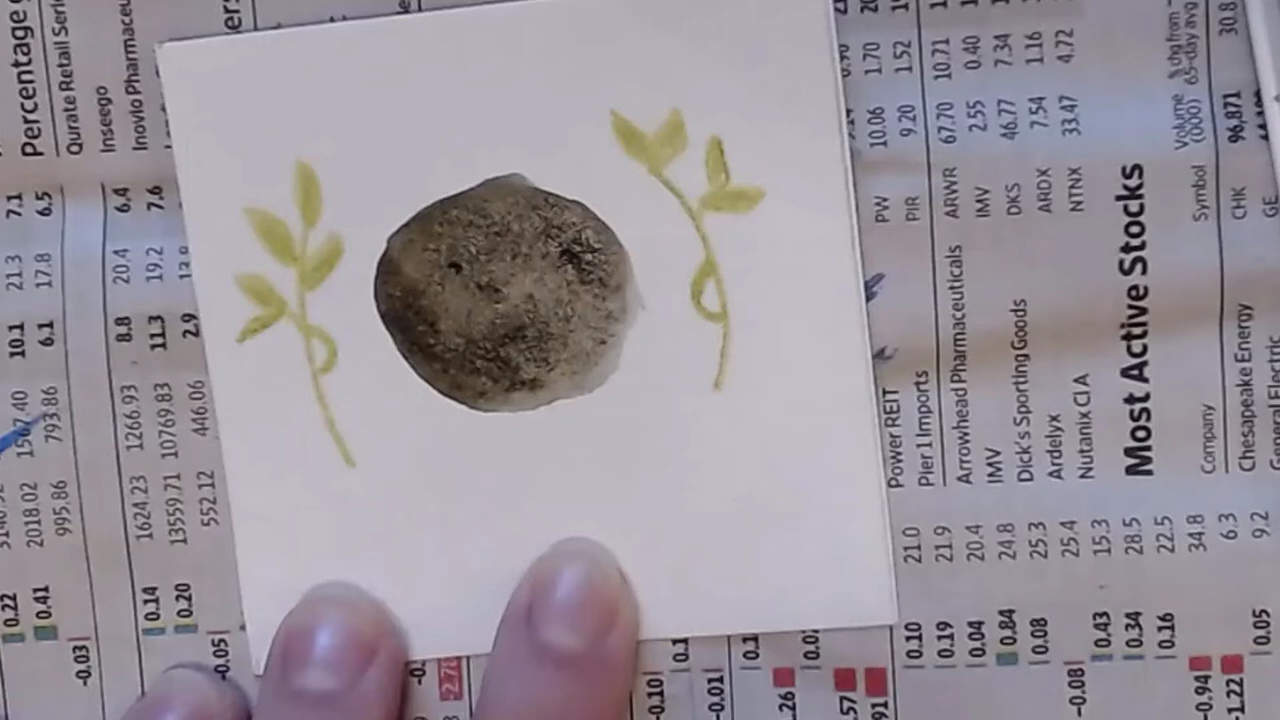 0.22
2018.02 10.1 21.3 7.1 Percentage
0.41 995.86 793.86 6.1 17.8 6.5 Qurate Retail
-0.03
Inseego
1624.23 1266.93 8.8 20.4 6.4 Inovio
0.14
13559.71 10769.83 11.3 19.2 7.6
0.20
552.12 446.06 2.9
-0.05
-0.10
-0.01
PW 10.06 1.70
Power REIT
PIR 9.20 1.52
Pier 1 Imports
0.10 21.0
0.19 21.9 Arrowhead Pharmaceuticals ARWR 67.70 10.71
0.04 20.4 IMV IMV 2.55 0.40
0.84 24.8 Dick's Sporting Goods DKS 46.77 7.34
0.08 25.3 Ardelyx ARDX 7.54 1.16
25.4 Nutanix Cl A NTNX 33.47 4.72
-0.08
0.43 15.3
0.34 28.5 Most Active Stocks
0.16 22.5
Volume % chg from
Company Symbol (000) 65-day avg
-0.94 34.8
-1.22 6.3 Chesapeake Energy CHK 96,871 30.8
0.05 9.2 General Electric GE